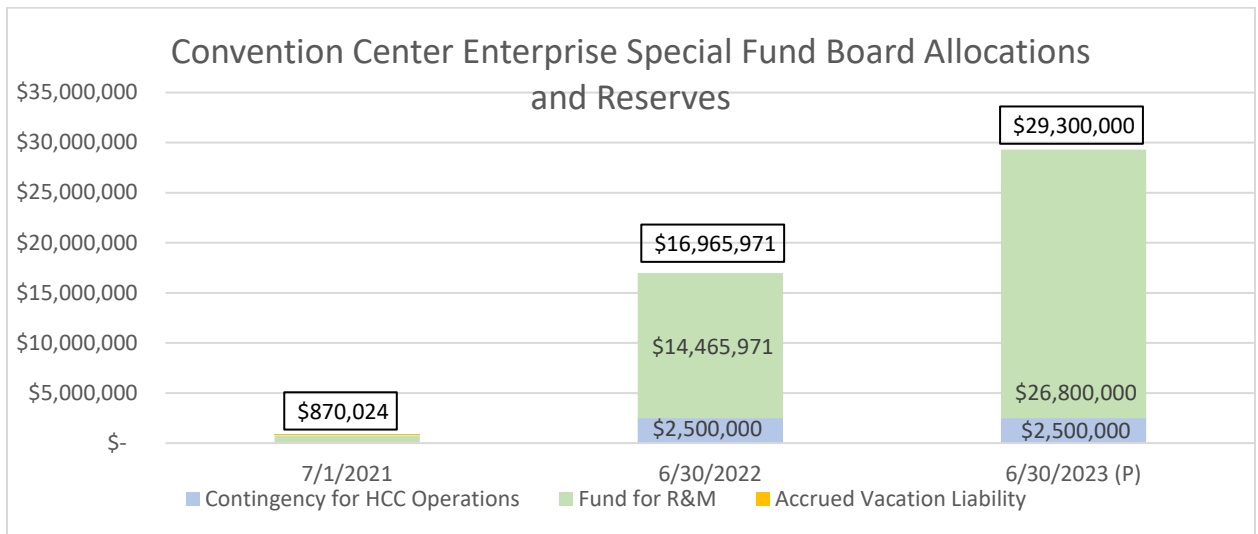 Convention Center Enterprise Special Fund Board Allocations
and Reserves
$35,000,000
$30,000,000
$25,000,000
$20,000,000
$15,000,000
$10,000,000
$5,000,000
$-
$870,024
$16,965,971
$14,465,971
$2,500,000
$29,300,000
$26,800,000
$2,500,000
7/1/2021
6/30/2022
6/30/2023 (P)
Contingency for HCC Operations
Fund for R&M
Accrued Vacation Liability